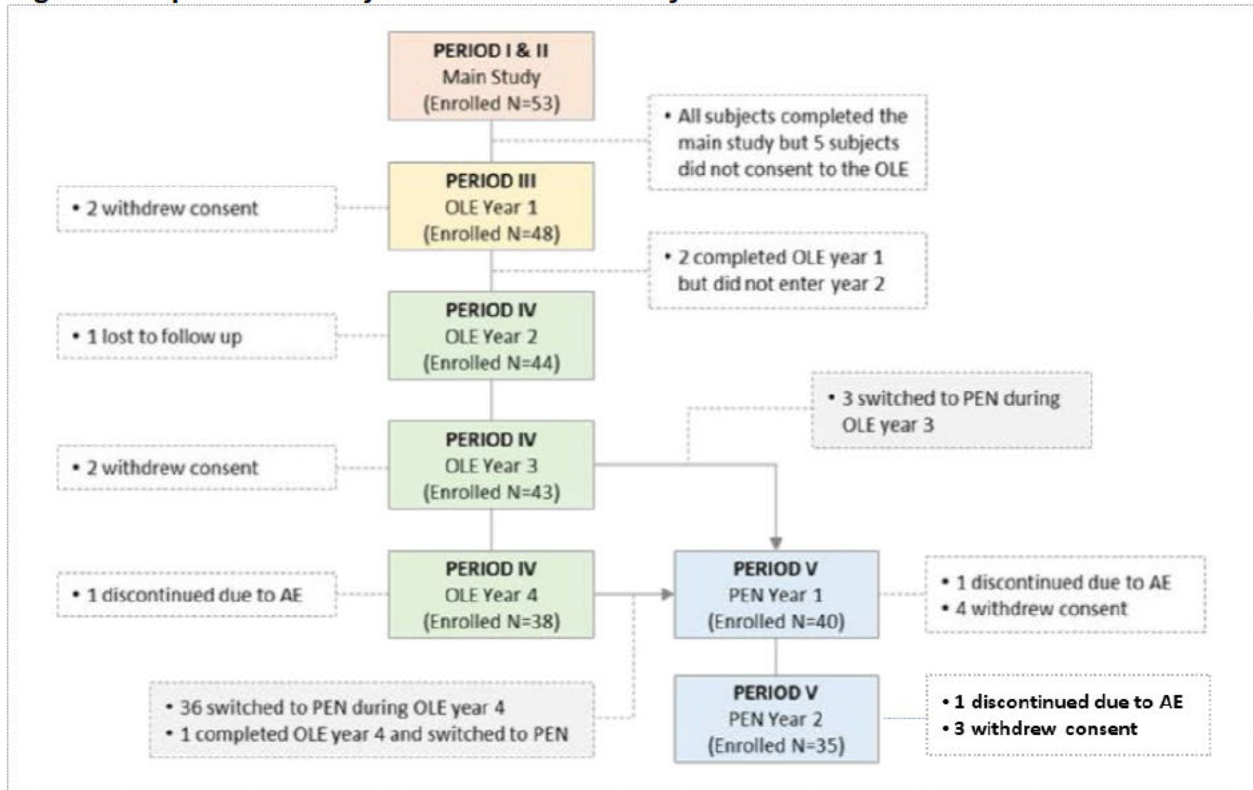 PERIOD I & II
Main Study
(Enrolled N=53)
• All subjects completed the
main study but 5 subjects
did not consent to the OLE
PERIOD III
OLE Year 1
(Enrolled N=48)
• 2 withdrew consent
• 2 completed OLE year 1
but did not enter year 2
PERIOD IV
OLE Year 2
(Enrolled N=44)
• 1 lost to follow up
• 3 switched to PEN during
OLE year 3
PERIOD IV
OLE Year 3
(Enrolled N=43)
• 2 withdrew consent
PERIOD IV
OLE Year 4
(Enrolled N=38)
• 1 discontinued due to AE
PERIOD V
PEN Year 1
(Enrolled N=40)
• 1 discontinued due to AE
• 4 withdrew consent
• 36 switched to PEN during OLE year 4
• 1 completed OLE year 4 and switched to PEN
PERIOD V
PEN Year 2
(Enrolled N=35)
• 1 discontinued due to AE
• 3 withdrew consent